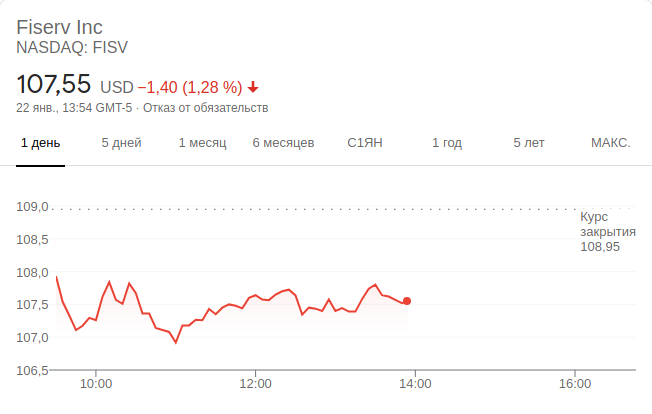 Fiserv Inc
NASDAQ: FISV
107,55 USD −1,40 (1,28 %)
22 янв., 13:54 GMT-5 · Отказ от обязательств
1 день 5 дней 1 месяц 6 месяцев С1ЯН 1 год 5 лет МАКС.
109,0
Курс
закрытия
108,95
108,5
108,0
107,5
107,0
106,5
10:00 12:00 14:00 16:00